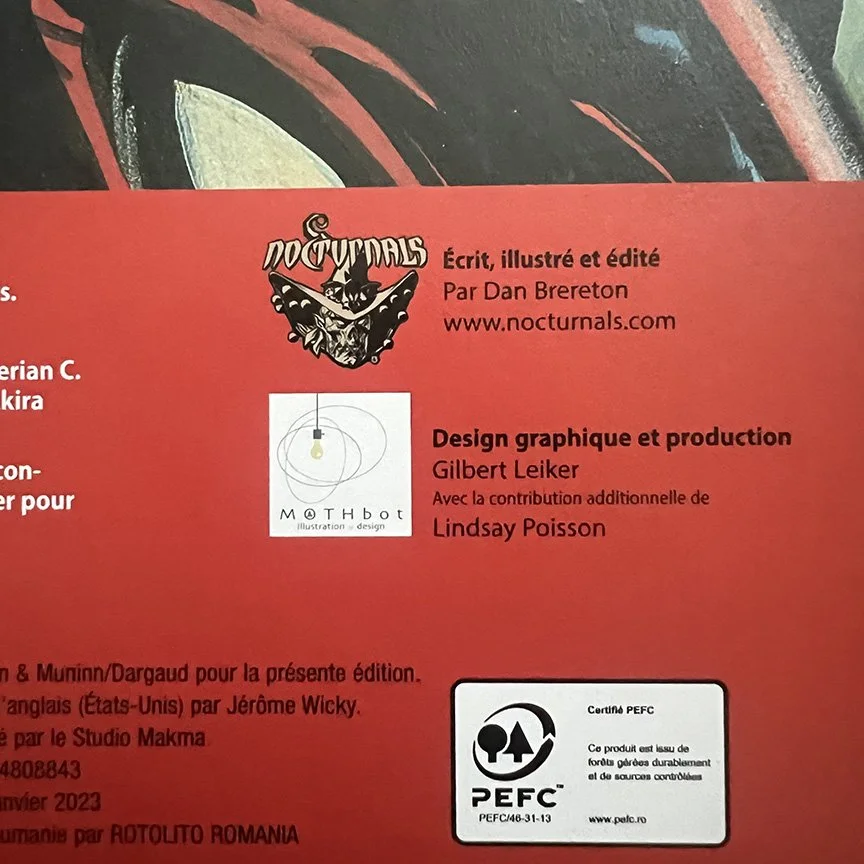 s.
erian C.
kira
con-
er pour
NOCTURNALS
Écrit, illustré et édité
Par Dan Brereton
www.nocturnals.com
MOTHbot
illustration & design
Design graphique et production
Gilbert Leiker
Avec la contribution additionnelle de
Lindsay Poisson
n & Muninn/Dargaud pour la présente édition.
'anglais (États-Unis) par Jérôme Wicky.
é par le Studio Makma
4808843
anvier 2023
oumanie par ROTOLITO ROMANIA
PEFC™
PEFC/46-31-13
Certifié PEFC
Ce produit est issu de
forêts gérées durablement
et de sources contrôlées
www.pefc.ro